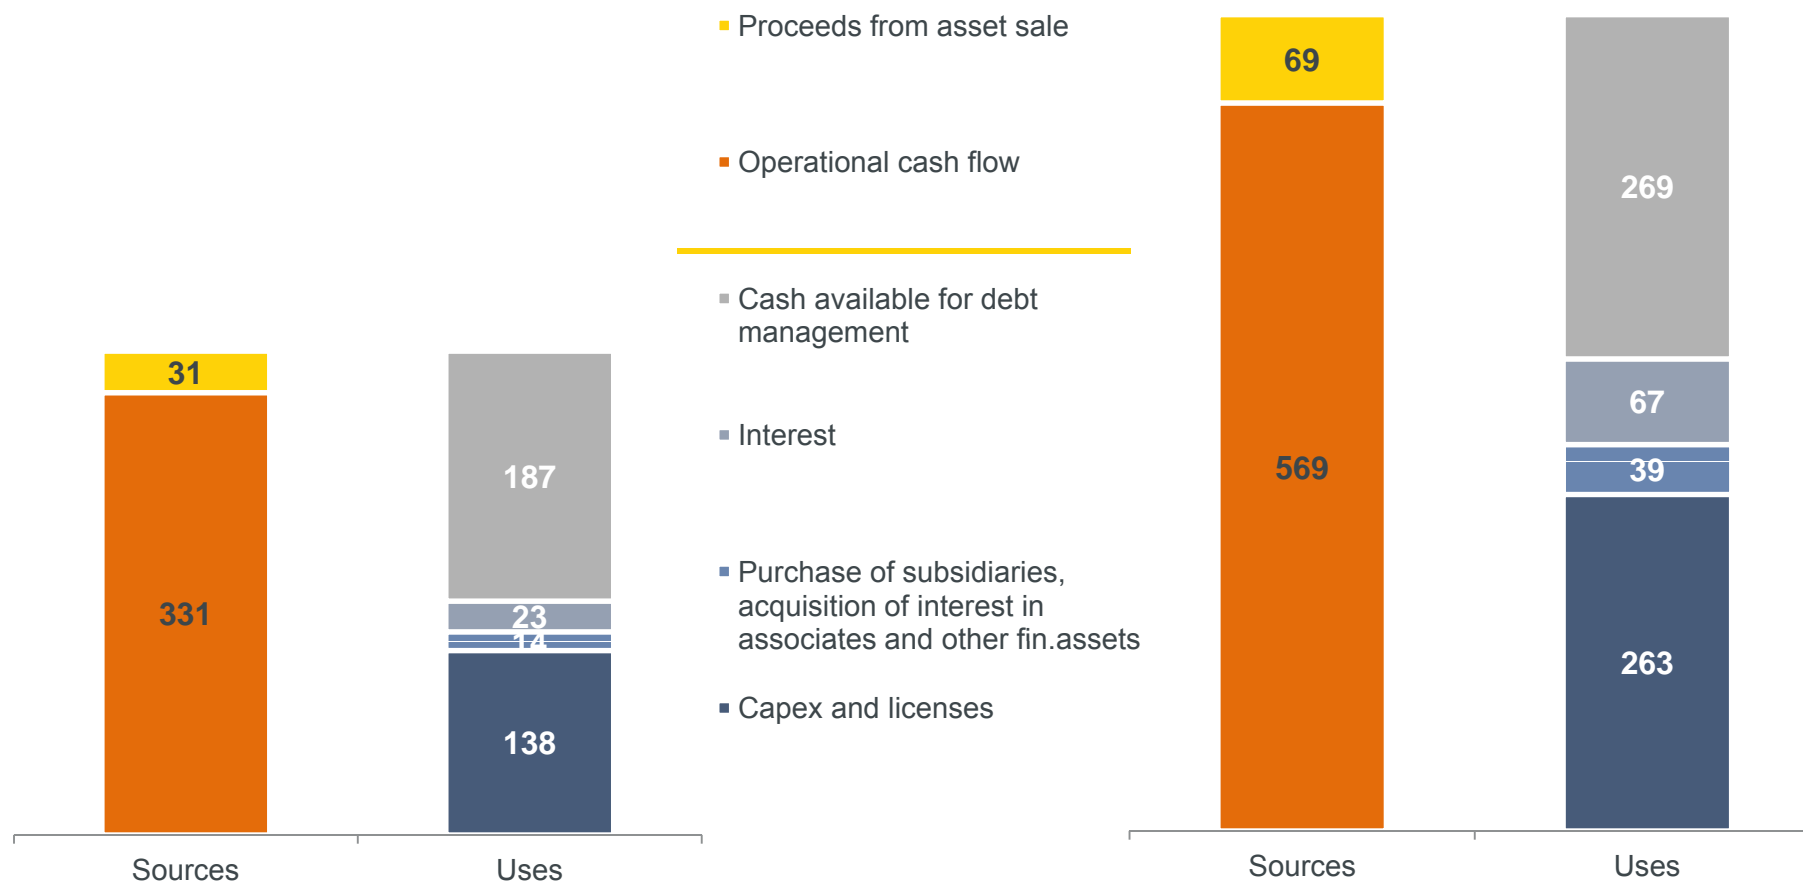 31
331
187
23
14
138
Sources
Uses
Proceeds from asset sale
Operational cash flow
Cash available for debt
management
Interest
Purchase of subsidiaries,
acquisition of interest in
associates and other fin.assets
Capex and licenses
69
569
269
67
39
263
Sources
Uses